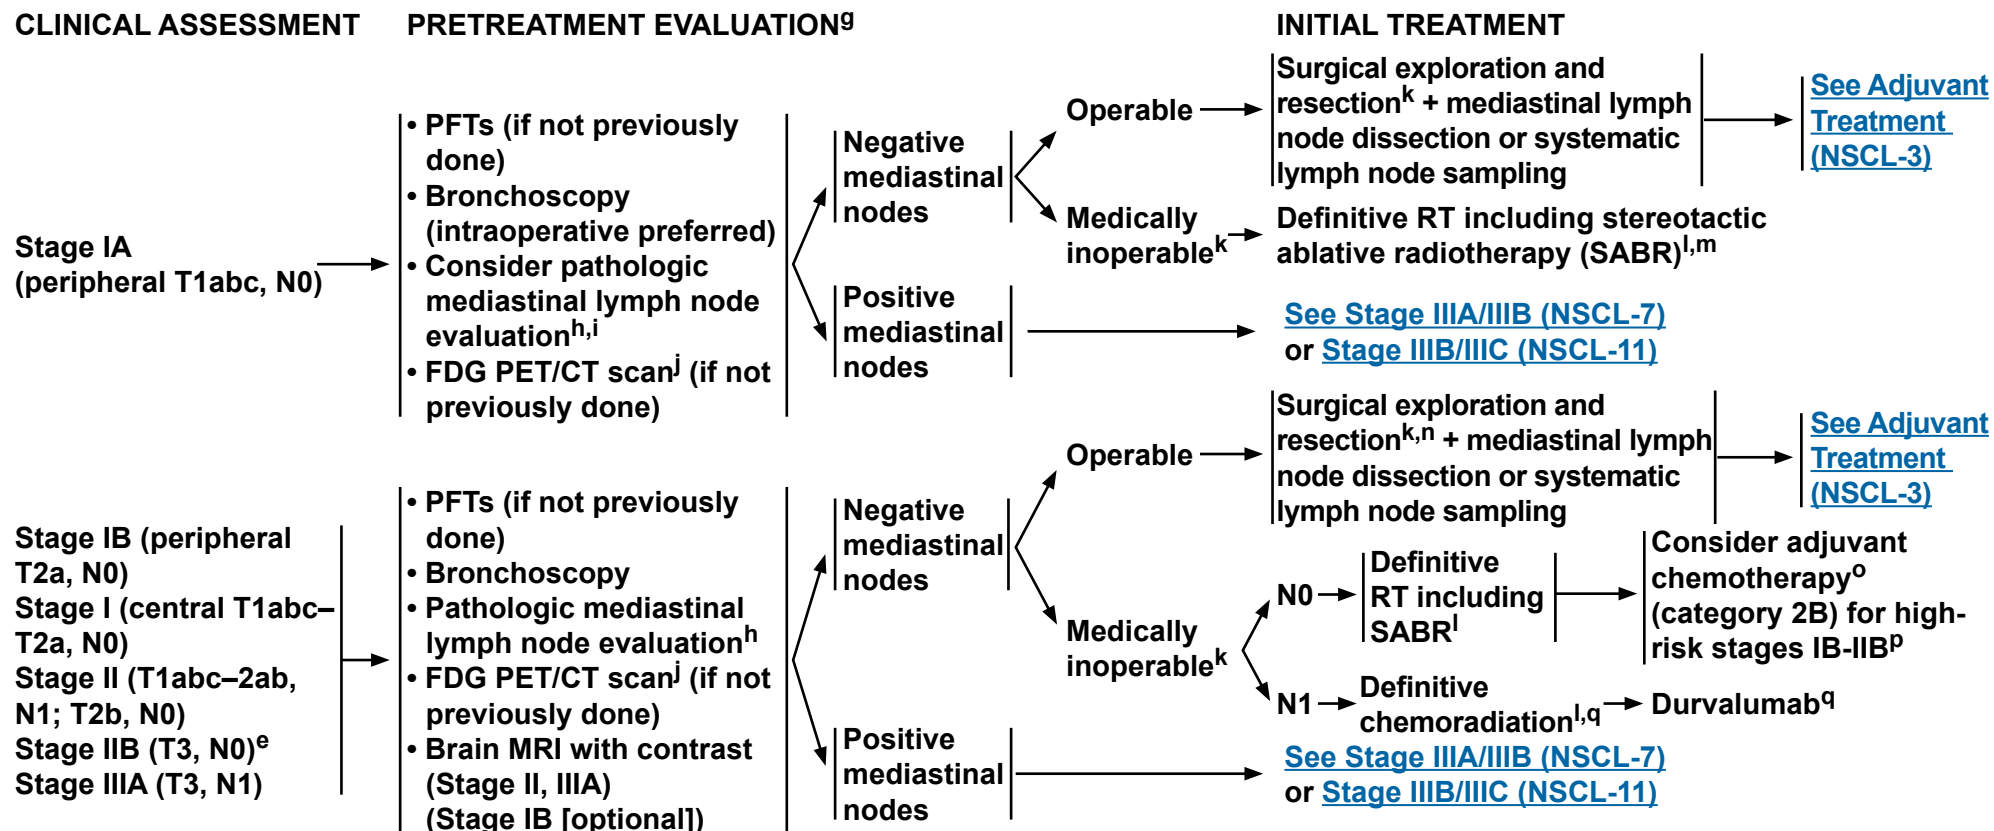 CLINICAL ASSESSMENT
PRETREATMENT EVALUATIONg
INITIAL TREATMENT
Stage IA
(peripheral T1abc, N0)
• PFTs (if not previously
done)
• Bronchoscopy
(intraoperative preferred)
• Consider pathologic
mediastinal lymph node
evaluationh,i
• FDG PET/CT scanj (if not
previously done)
Negative
mediastinal
nodes
Operable
Surgical exploration and
resectionk + mediastinal lymph
node dissection or systematic
lymph node sampling
See Adjuvant
Treatment
(NSCL-3)
Medically
inoperablek
Definitive RT including stereotactic
ablative radiotherapy (SABR)l,m
Positive
mediastinal
nodes
See Stage IIIA/IIIB (NSCL-7)
or Stage IIIB/IIIC (NSCL-11)
Stage IB (peripheral
T2a, N0)
Stage I (central T1abc–
T2a, N0)
Stage II (T1abc–2ab,
N1; T2b, N0)
Stage IIB (T3, N0)e
Stage IIIA (T3, N1)
• PFTs (if not previously
done)
• Bronchoscopy
• Pathologic mediastinal
lymph node evaluationh
• FDG PET/CT scanj (if not
previously done)
• Brain MRI with contrast
(Stage II, IIIA)
(Stage IB [optional])
Negative
mediastinal
nodes
Operable
Surgical exploration and
resectionk,n + mediastinal lymph
node dissection or systematic
lymph node sampling
See Adjuvant
Treatment
(NSCL-3)
Medically
inoperablek
N0
Definitive
RT including
SABRl
Consider adjuvant
chemotherapyo
(category 2B) for high-
risk stages IB-IIBp
N1
Definitive
chemoradiationl,q
Durvalumabq
Positive
mediastinal
nodes
See Stage IIIA/IIIB (NSCL-7)
or Stage IIIB/IIIC (NSCL-11)